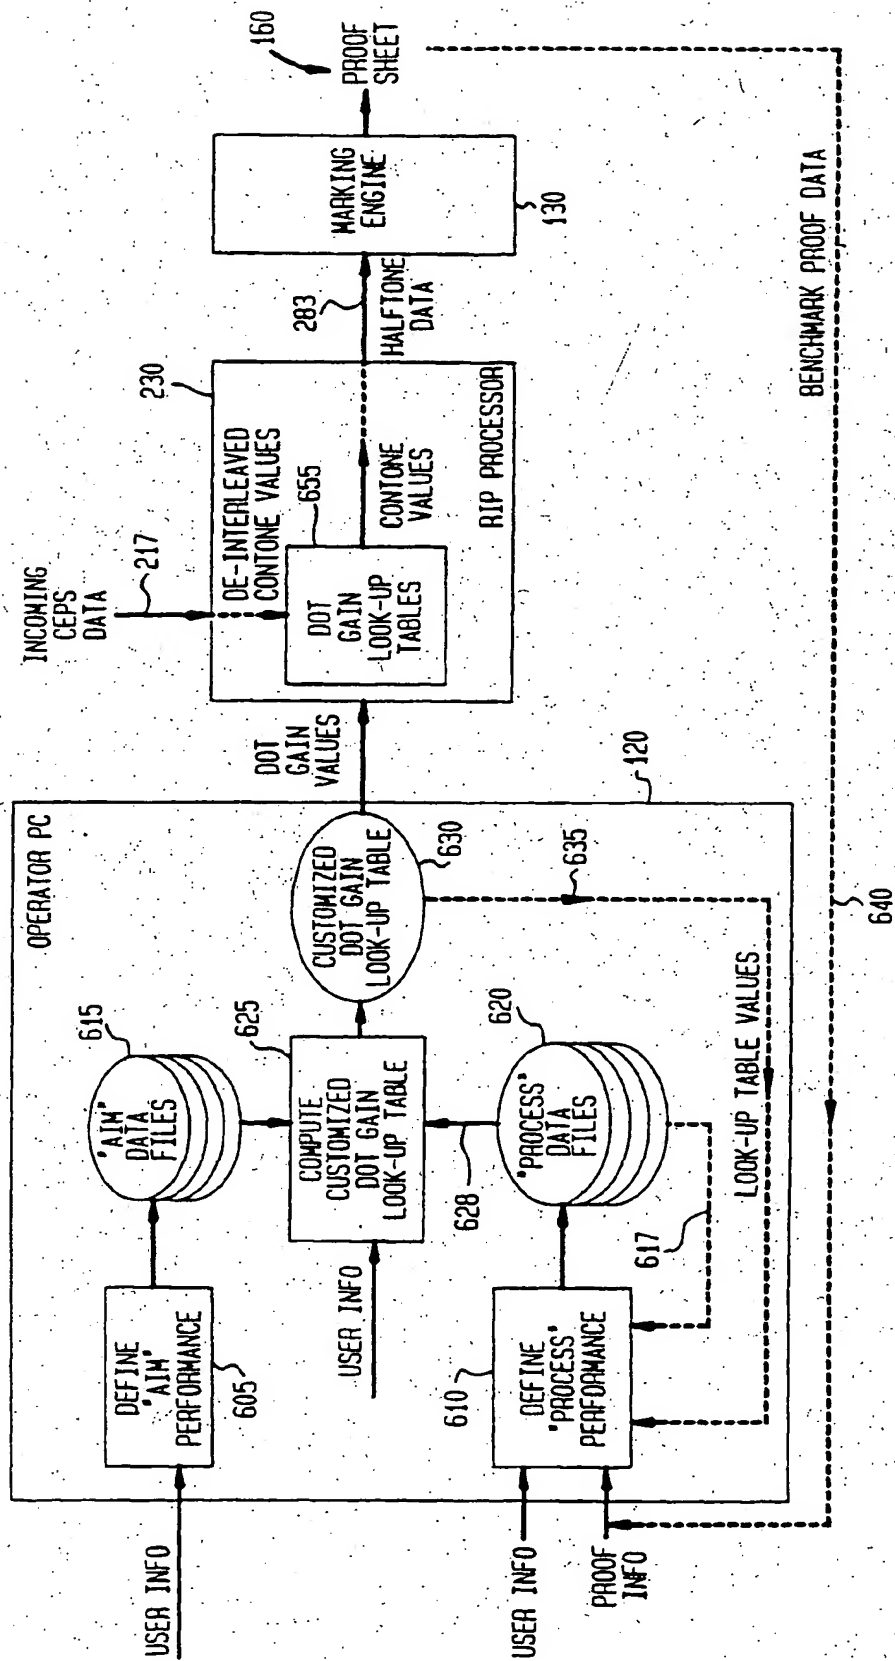 OPERATOR PC
USER INFO
DEFINE
"AIM"
PERFORMANCE
605
"AIM"
DATA
FILES
615
USER INFO
COMPUTE
CUSTOMIZED
DOT GAIN
LOOK-UP TABLE
625
628
CUSTOMIZED
DOT GAIN
LOOK-UP TABLE
630
635
USER INFO
PROOF
INFO
DEFINE
"PROCESS"
PERFORMANCE
610
"PROCESS"
DATA
FILES
620
617
LOOK-UP TABLE VALUES
120
DOT
GAIN
VALUES
INCOMING
CEPS
DATA
217
230
DE-INTERLEAVED
CONTONE VALUES
655
DOT
GAIN
LOOK-UP
TABLES
CONTONE
VALUES
RIP PROCESSOR
283
HALFTONE
DATA
MARKING
ENGINE
130
160
PROOF
SHEET
BENCHMARK PROOF DATA
640